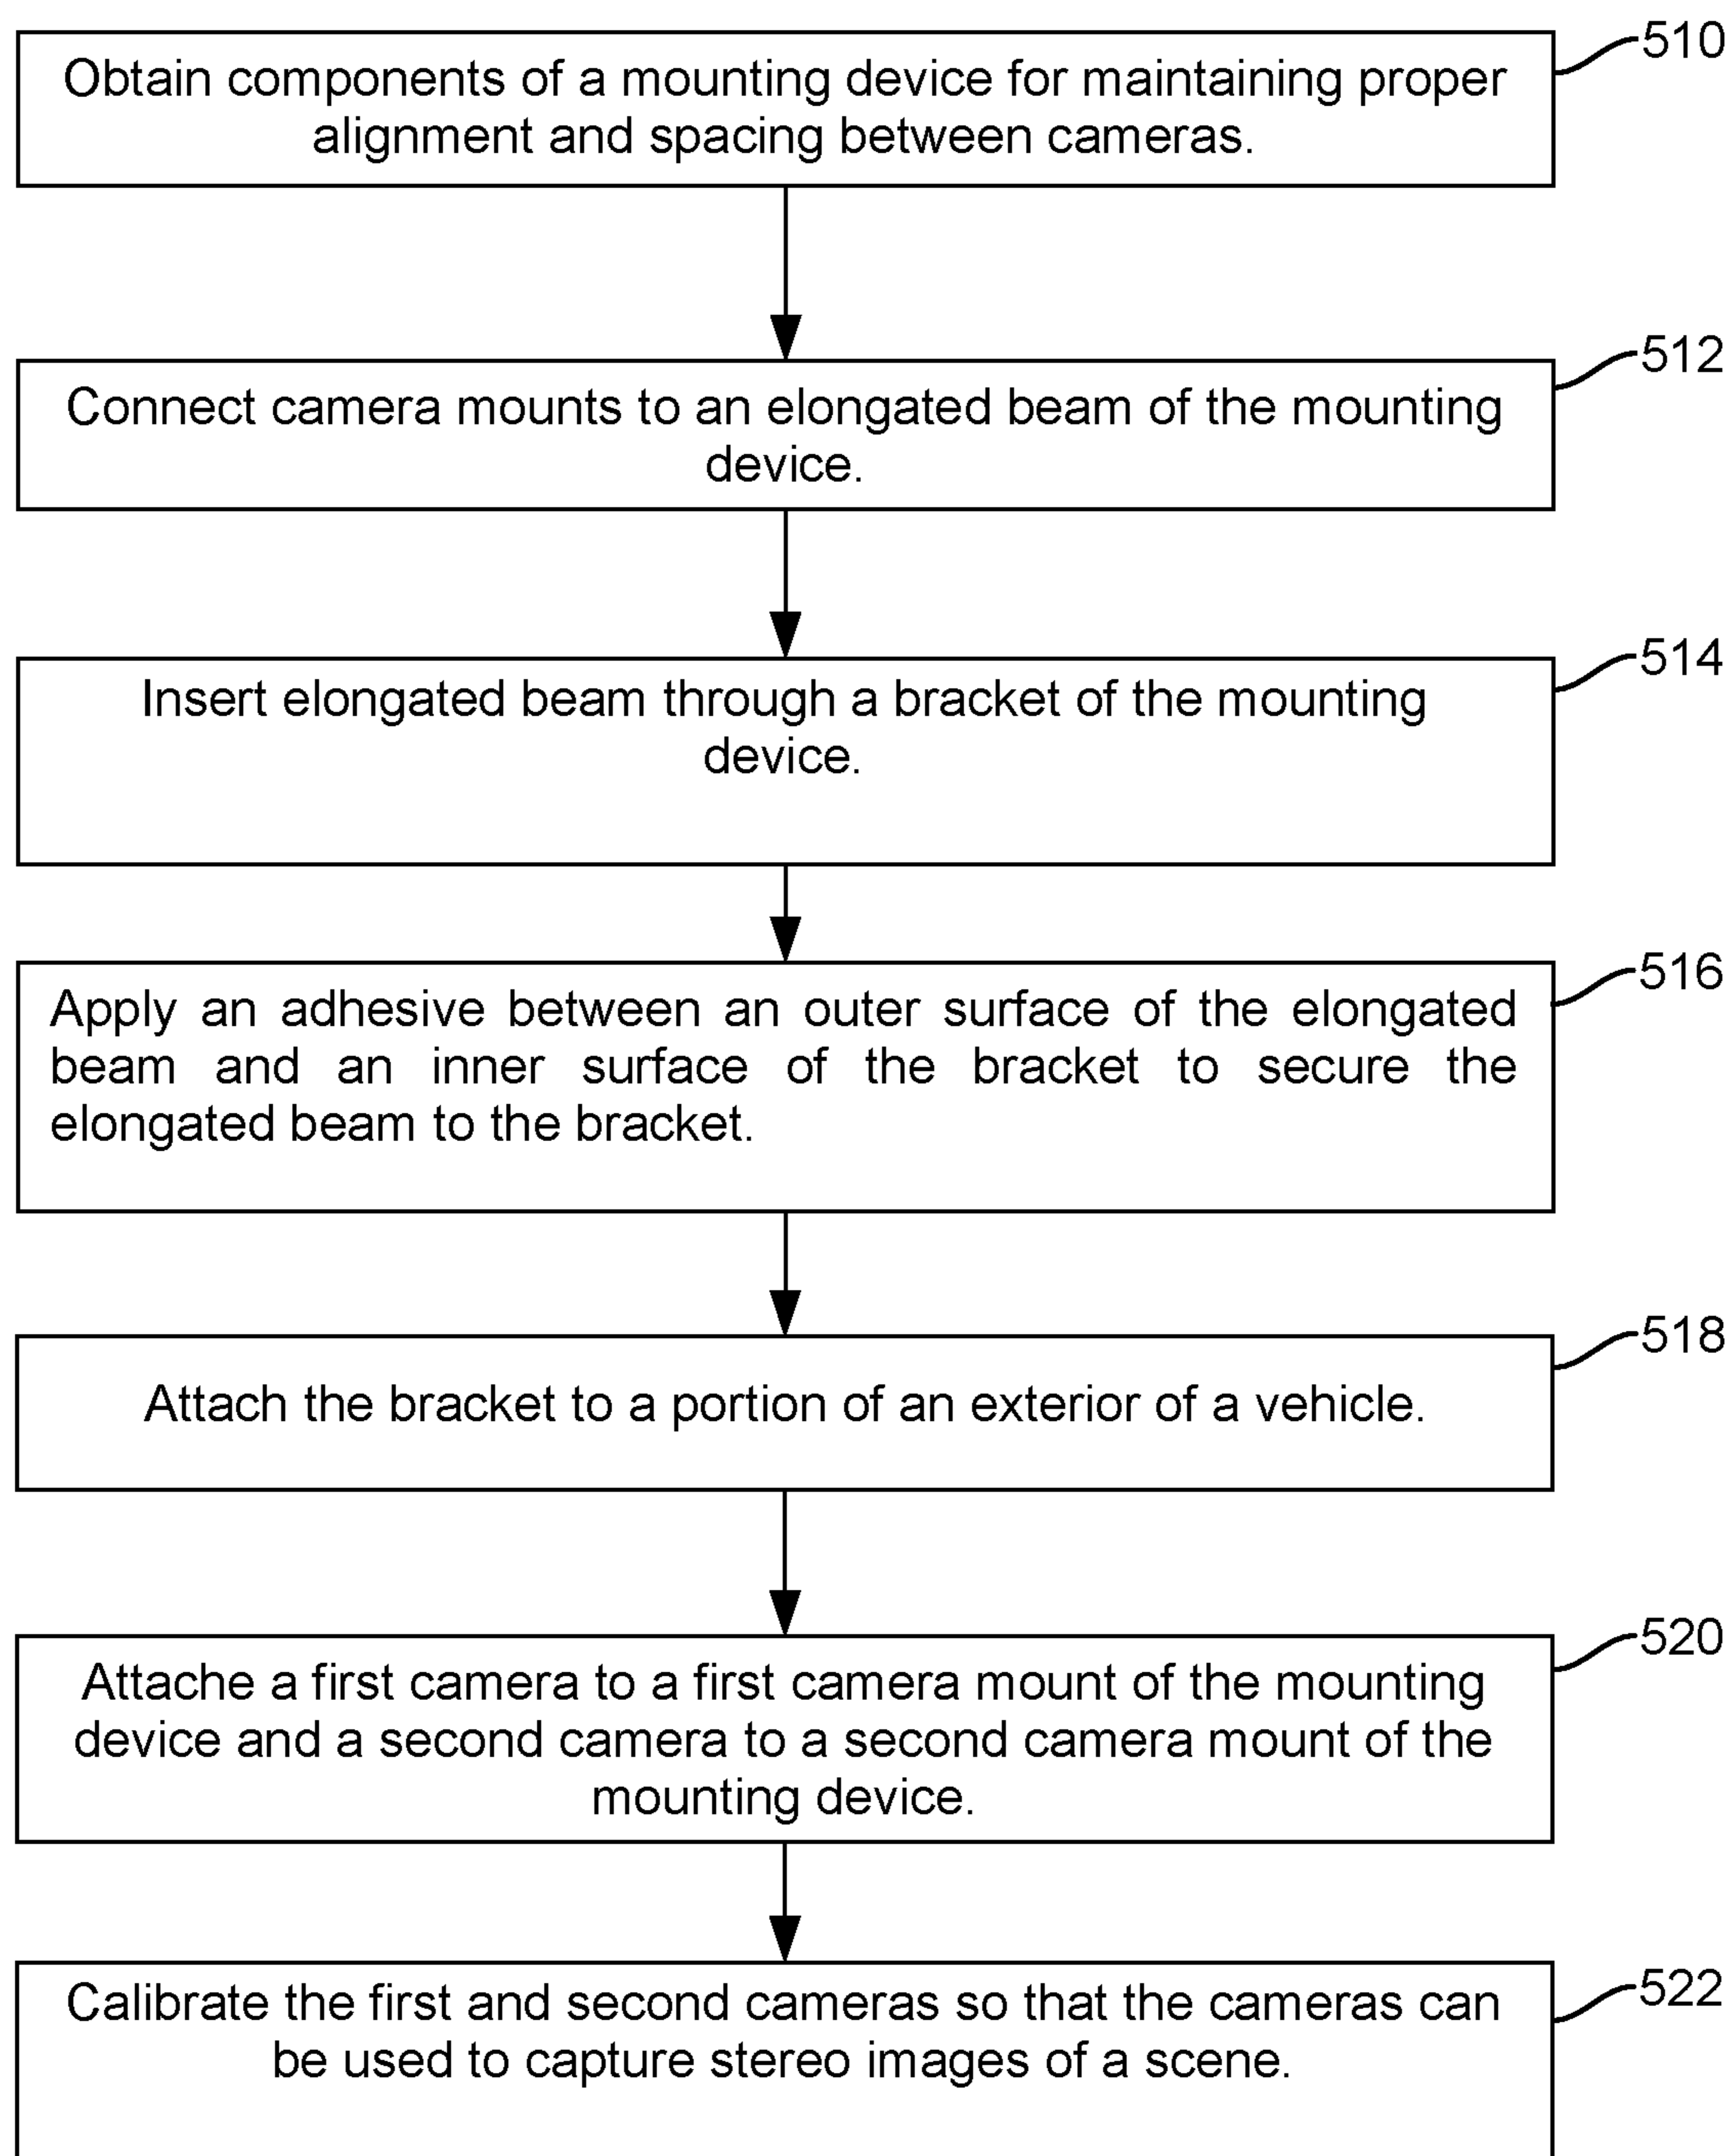 510
Obtain components of a mounting device for maintaining proper
alignment and spacing between cameras.
512
Connect camera mounts to an elongated beam of the mounting
device.
514
Insert elongated beam through a bracket of the mounting
device.
516
Apply an adhesive between an outer surface of the elongated
beam and an inner surface of the bracket to secure the
elongated beam to the bracket.
518
Attach the bracket to a portion of an exterior of a vehicle.
520
Attache a first camera to a first camera mount of the mounting
device and a second camera to a second camera mount of the
mounting device.
522
Calibrate the first and second cameras so that the cameras can
be used to capture stereo images of a scene.